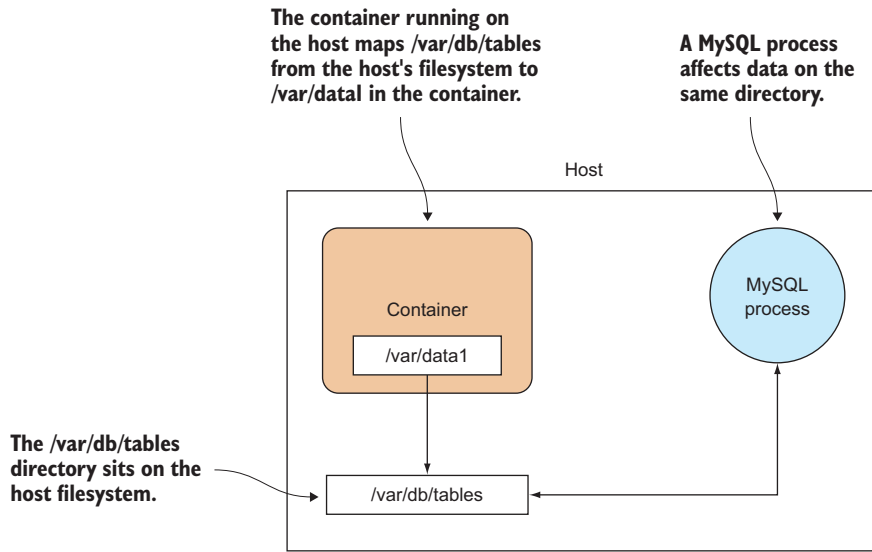 The container running on
the host maps /var/db/tables
from the host's filesystem to
/var/datal in the container.
A MySQL process
affects data on the
same directory.
Host
Container
/var/data1
MySQL
process
The /var/db/tables
directory sits on the
host filesystem.
/var/db/tables